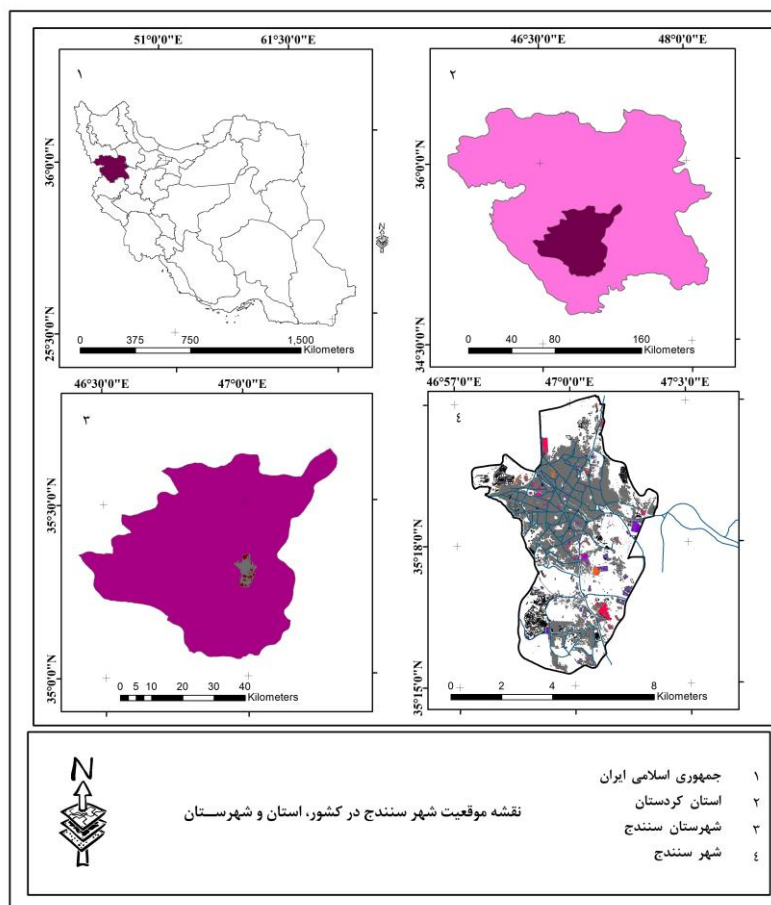 51°0'0"E 61°30'0"E
46°30'0"E 48°0'0"E
۱
۲
36°0'0"N
36°0'0"N
N
25°30'0"N
34°30'0"N
0 375 750 1,500
Kilometers
0 40 80 160
Kilometers
46°30'0"E 47°0'0"E
46°57'0"E 47°0'0"E 47°3'0"E
۳
٤
35°30'0"N
35°18'0"N
35°0'0"N
35°15'0"N
0 5 10 20 30 40
Kilometers
0 2 4 8
Kilometers
N
نقشه موقعیت شهر سنندج در کشور، استان و شهرستان
۱ جمهوری اسلامی ایران
۲ استان کردستان
۳ شهرستان سنندج
٤ شهر سنندج